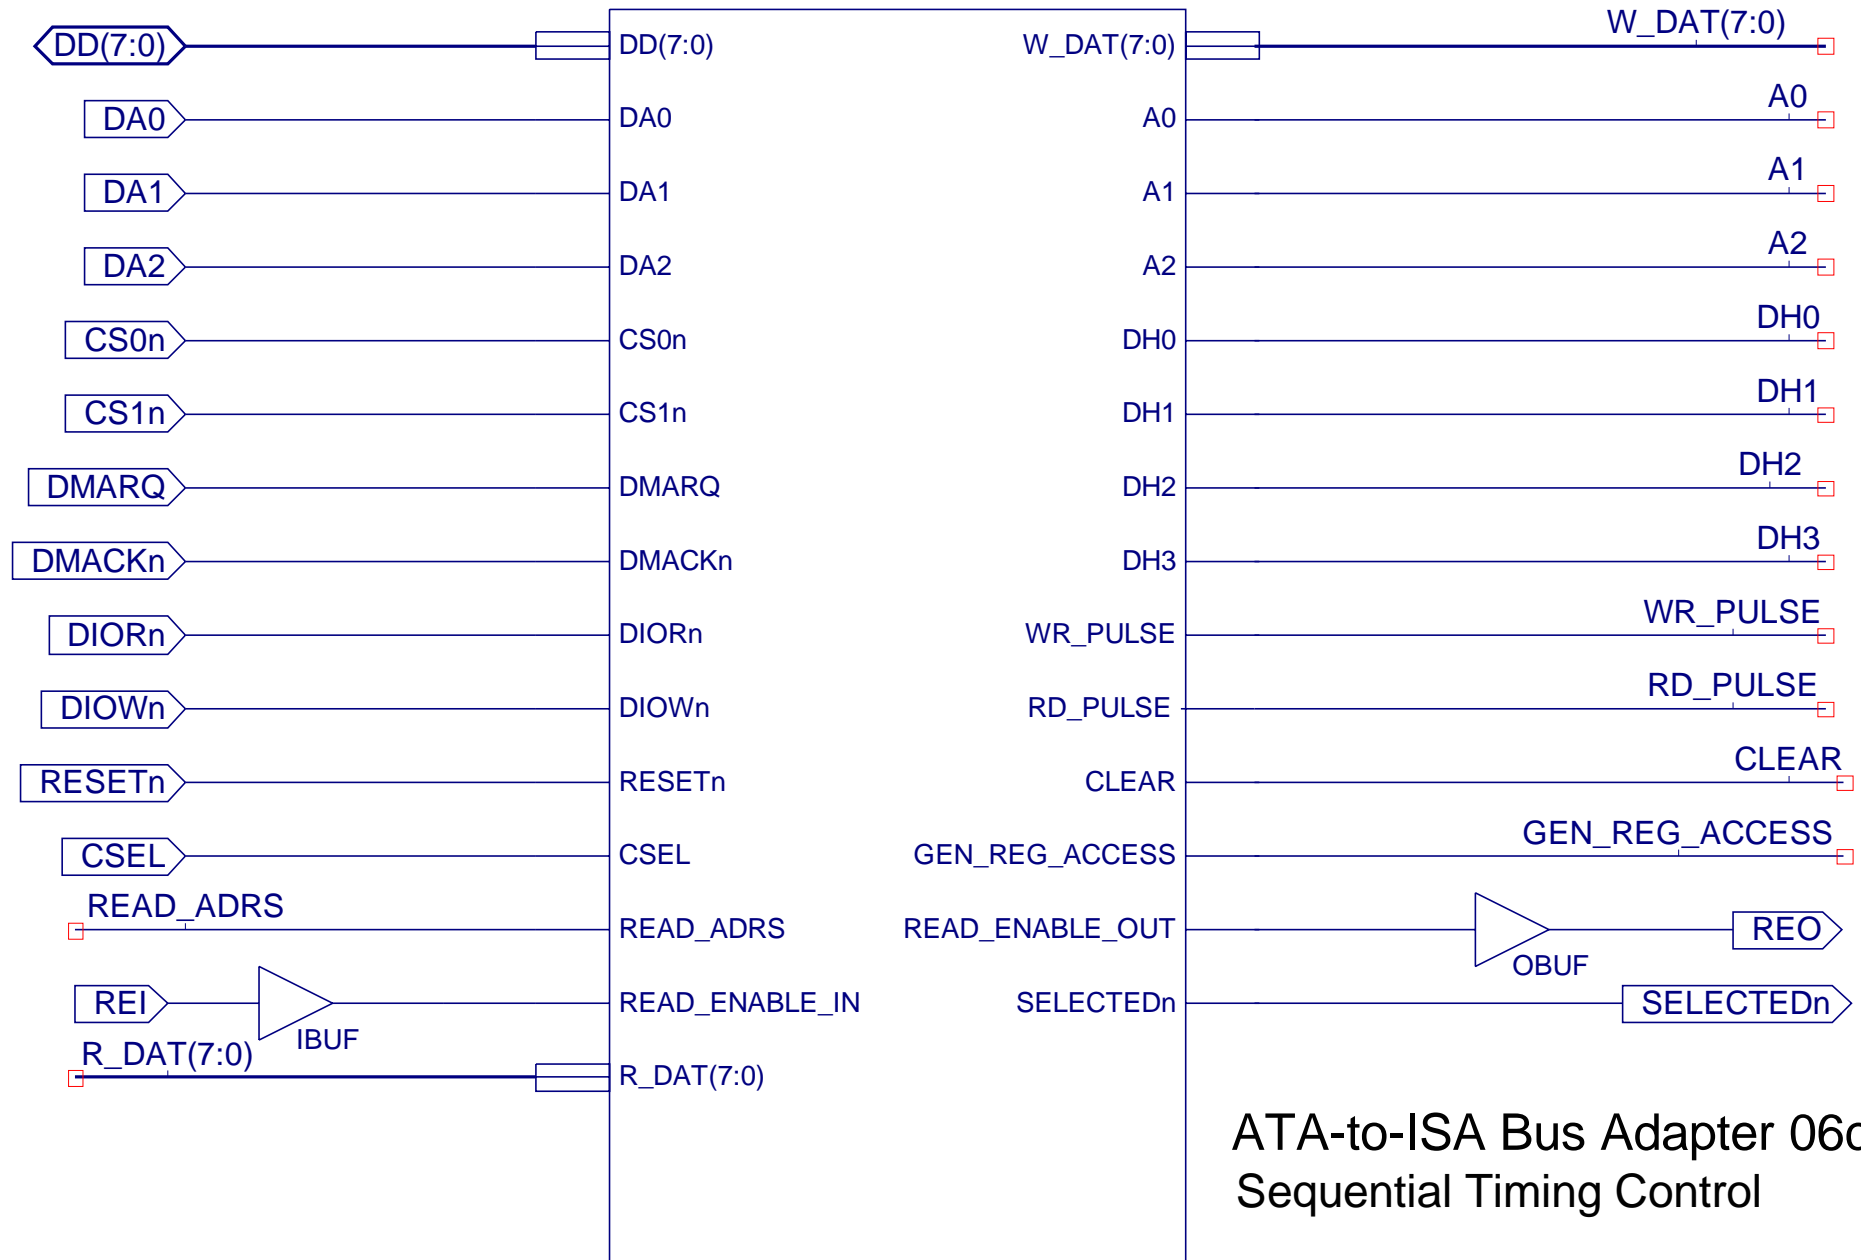 DD(7:0) DD(7:0) W_DAT(7:0) W_DAT(7:0)
DA0 DA0 A0 A0
DA1 DA1 A1 A1
DA2 DA2 A2 A2
CS0n CS0n DH0 DH0
CS1n CS1n DH1 DH1
DMARQ DMARQ DH2 DH2
DMACKn DMACKn DH3 DH3
DIORn DIORn WR_PULSE WR_PULSE
DIOWn DIOWn RD_PULSE RD_PULSE
RESETn RESETn CLEAR CLEAR
CSEL CSEL GEN_REG_ACCESS GEN_REG_ACCESS
READ_ADRS READ_ADRS READ_ENABLE_OUT REO
OBUF
REI READ_ENABLE_IN SELECTEDn SELECTEDn
IBUF
R_DAT(7:0) R_DAT(7:0)
ATA-to-ISA Bus Adapter
Sequential Timing Control